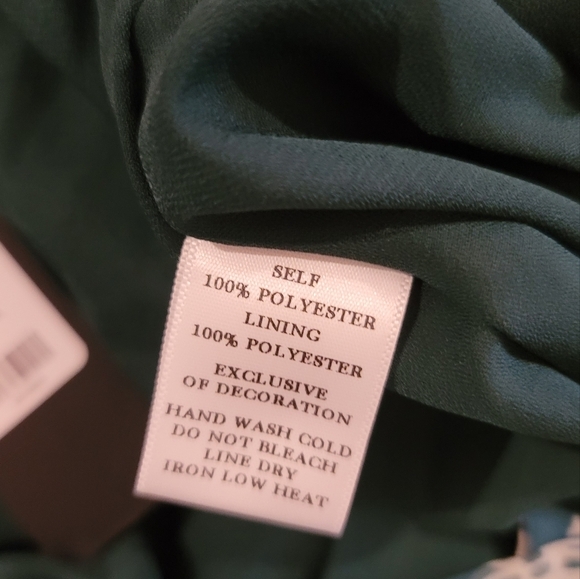 SELF
100% POLYESTER
LINING
100% POLYESTER
EXCLUSIVE
OF DECORATION
HAND WASH COLD
DO NOT BLEACH
LINE DRY
IRON LOW HEAT